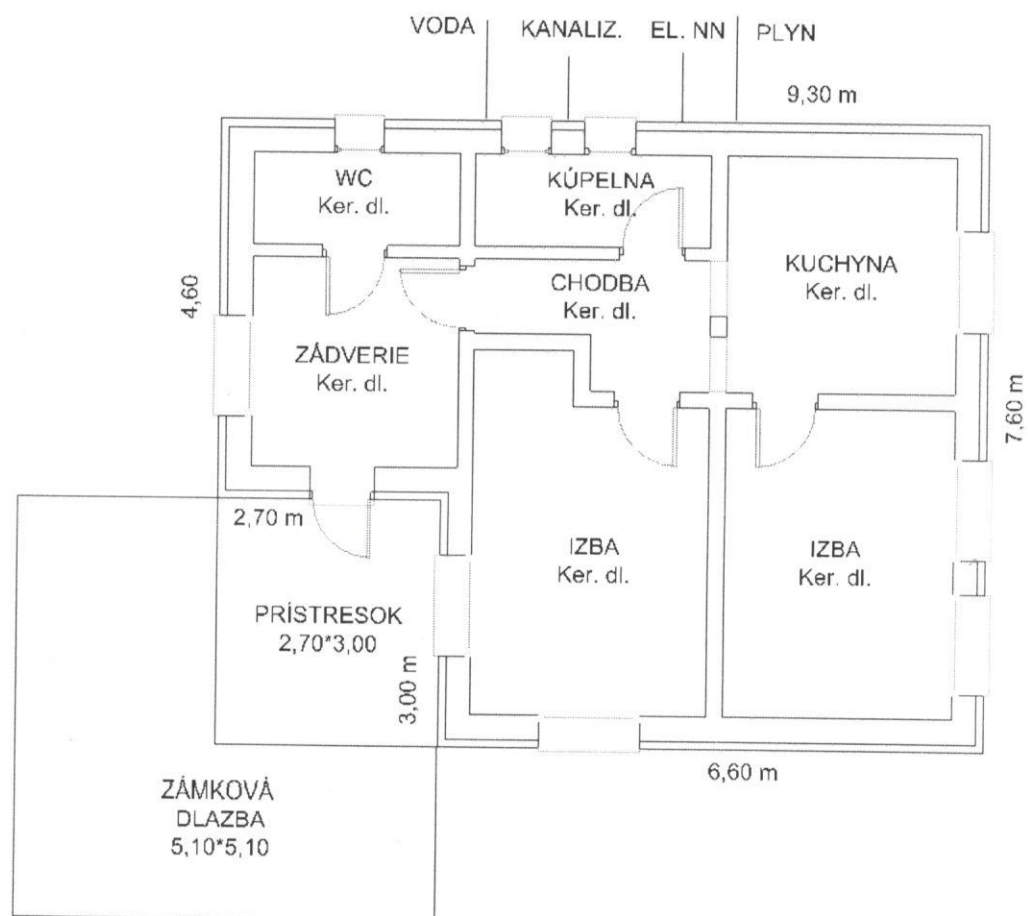 VODA KANALIZ. EL. NN PLYN
9,30 m
WC
Ker. dl.
KÚPELNA
Ker. dl.
KUCHYNA
Ker. dl.
CHODBA
Ker. dl.
4,60
ZÁDVERIE
Ker. dl.
7,60 m
2,70 m
IZBA
Ker. dl.
IZBA
Ker. dl.
PRÍSTRESOK
2,70*3,00
3,00 m
6,60 m
ZÁMKOVÁ
DLAZBA
5,10*5,10